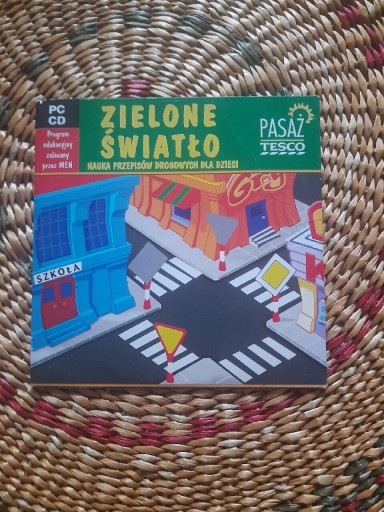 PC
CD
Program
edukacyjny
zalecany
przez MEN
ZIELONE
ŚWIATŁO
NAUKA PRZEPISÓW DROGOWYCH DLA DZIECI
PASAŻ
TESCO
SZKOŁA